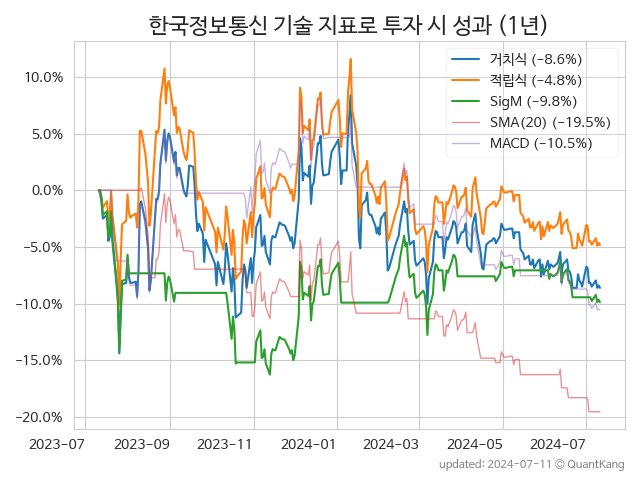 한국정보통신 기술 지표로 투자 시 성과 (1년)
거치식 (−8.6%)
적립식 (−4.8%)
SigM (−9.8%)
SMA(20) (−19.5%)
MACD (−10.5%)
10.0%
5.0%
0.0%
−5.0%
−10.0%
−15.0%
−20.0%
2023-07 2023-09 2023-11 2024-01 2024-03 2024-05 2024-07
updated: 2024-07-11 © QuantKang